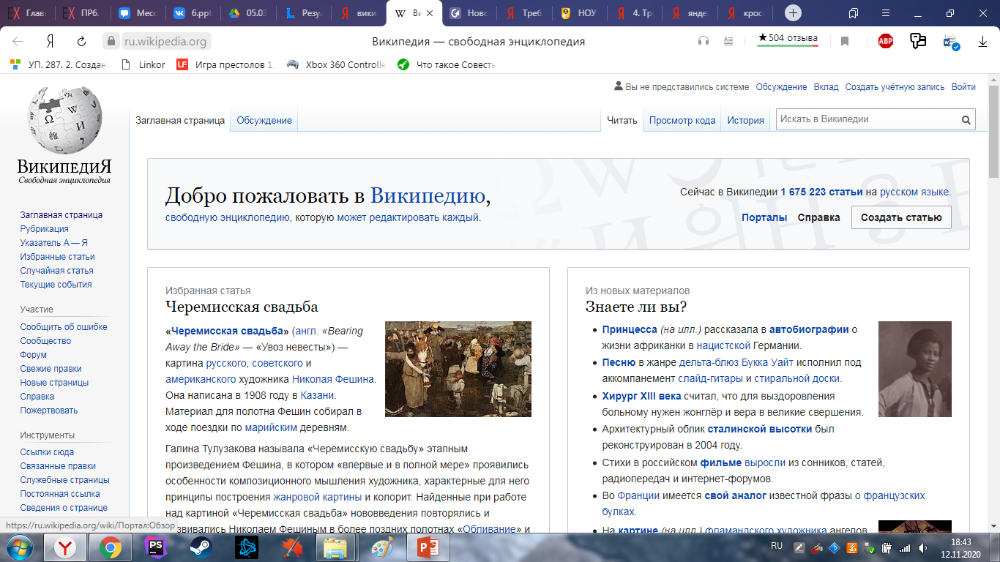 Глав
ПРб.
Месс
6.ppt
05.03
Резул
вики
Ви
Новс
Треб
НОУ
4. Тр
янде
крос
ru.wikipedia.org
Википедия — свободная энциклопедия
★504 отзыва
ABP
УП. 287. 2. Создан
Linkor
Игра престолов 1
Xbox 360 Controlle
Что такое Совесть
Вы не представились системе Обсуждение Вклад Создать учётную запись Войти
Заглавная страница Обсуждение
Читать Просмотр кода История
Искать в Википедии
ВикипедиЯ
Свободная энциклопедия
Заглавная страница
Рубрикация
Указатель А — Я
Избранные статьи
Случайная статья
Текущие события
Участие
Сообщить об ошибке
Сообщество
Форум
Свежие правки
Новые страницы
Справка
Пожертвовать
Инструменты
Ссылки сюда
Связанные правки
Служебные страницы
Постоянная ссылка
Сведения о странице
Добро пожаловать в Википедию,
свободную энциклопедию, которую может редактировать каждый.
Сейчас в Википедии 1 675 223 статьи на русском языке.
Порталы Справка Создать статью
Избранная статья
Черемисская свадьба
«Черемисская свадьба» (англ. «Bearing
Away the Bride» — «Увоз невесты») —
картина русского, советского и
американского художника Николая Фешина.
Она написана в 1908 году в Казани.
Материал для полотна Фешин собирал в
ходе поездки по марийским деревням.
Галина Тулузакова называла «Черемисскую свадьбу» этапным
произведением Фешина, в котором «впервые и в полной мере» проявились
особенности композиционного мышления художника, характерные для него
принципы построения жанровой картины и колорит. Найденные при работе
над картиной «Черемисская свадьба» нововведения повторялись и
развивались Николаем Фешиным в более поздних полотнах «Обливание» и
Из новых материалов
Знаете ли вы?
Принцесса (на илл.) рассказала в автобиографии о
жизни африканки в нацистской Германии.
Песню в жанре дельта-блюз Букка Уайт исполнил под
аккомпанемент слайд-гитары и стиральной доски.
Хирург XIII века считал, что для выздоровления
больному нужен жонглёр и вера в великие свершения.
Архитектурный облик сталинской высотки был
реконструирован в 2004 году.
Стихи в российском фильме выросли из сонников, статей,
радиопередач и интернет-форумов.
Во Франции имеется свой аналог известной фразы о французских
булках.
На картине (на илл.) фламандского художника ангелов
https://ru.wikipedia.org/wiki/Портал:Обзор
RU
18:43
12.11.2020